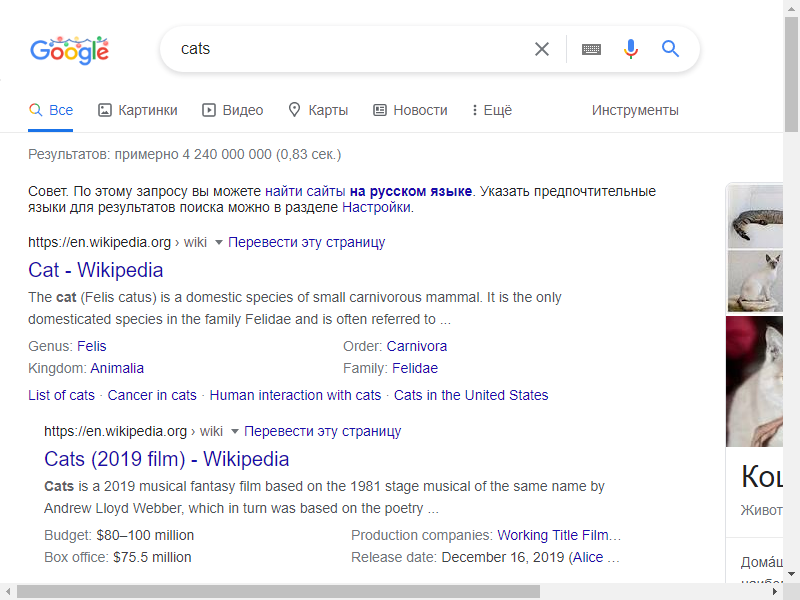 Google
cats
Все Картинки Видео Карты Новости Ещё Инструменты
Результатов: примерно 4 240 000 000 (0,83 сек.)
Совет. По этому запросу вы можете найти сайты на русском языке. Указать предпочтительные
языки для результатов поиска можно в разделе Настройки.
https://en.wikipedia.org › wiki Перевести эту страницу
Cat - Wikipedia
The cat (Felis catus) is a domestic species of small carnivorous mammal. It is the only
domesticated species in the family Felidae and is often referred to ...
Genus: Felis Order: Carnivora
Kingdom: Animalia Family: Felidae
List of cats · Cancer in cats · Human interaction with cats · Cats in the United States
https://en.wikipedia.org › wiki Перевести эту страницу
Cats (2019 film) - Wikipedia
Cats is a 2019 musical fantasy film based on the 1981 stage musical of the same name by
Andrew Lloyd Webber, which in turn was based on the poetry ...
Budget: $80–100 million Production companies: Working Title Film…
Box office: $75.5 million Release date: December 16, 2019 (Alice …
Кош
Живот
Дома́ш